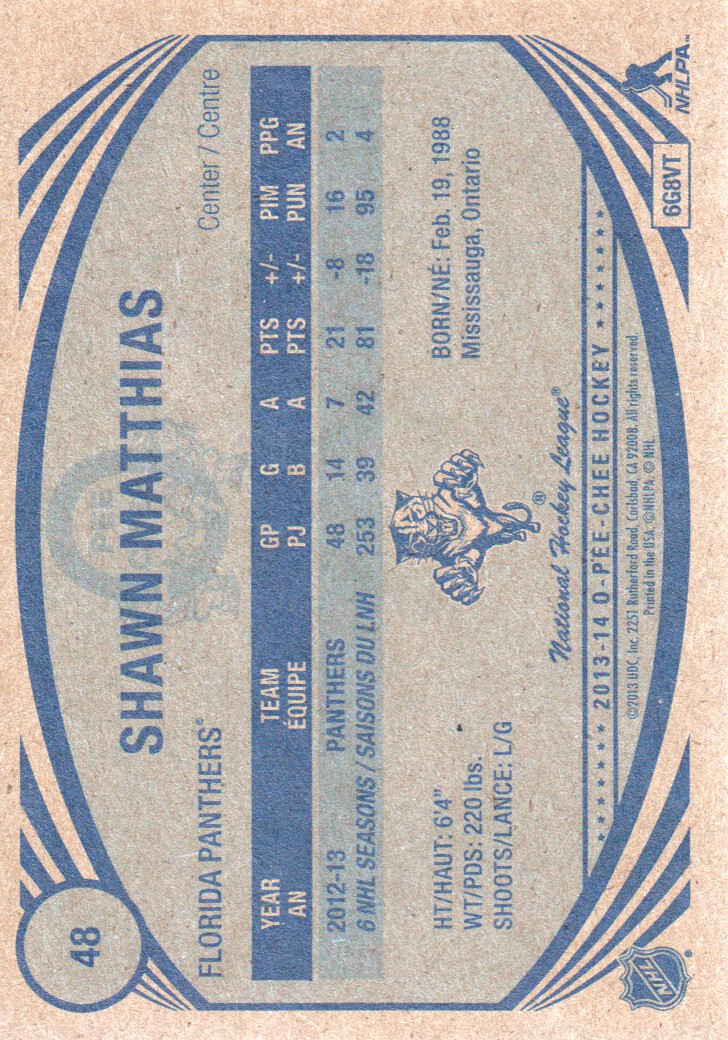 48
SHAWN MATTHIAS
FLORIDA PANTHERS®
Center / Centre
YEAR TEAM GP G A PTS +/- PIM PPG
AN ÉQUIPE PJ B A PTS +/- PUN AN
2012-13 PANTHERS 48 14 7 21 -8 16 2
6 NHL SEASONS / SAISONS DU LNH 253 39 42 81 -18 95 4
HT/HAUT: 6'4"
WT/PDS: 220 lbs.
SHOOTS/LANCE: L/G
BORN/NÉ: Feb. 19, 1988
Mississauga, Ontario
®
National Hockey League®
2013-14 O-PEE-CHEE HOCKEY
©2013 UDC, Inc. 2251 Rutherford Road, Carlsbad, CA 92008. All rights reserved
Printed in the USA. ©NHLPA. © NHL.
NHL®
6G8VT
NHLPA™
PEE